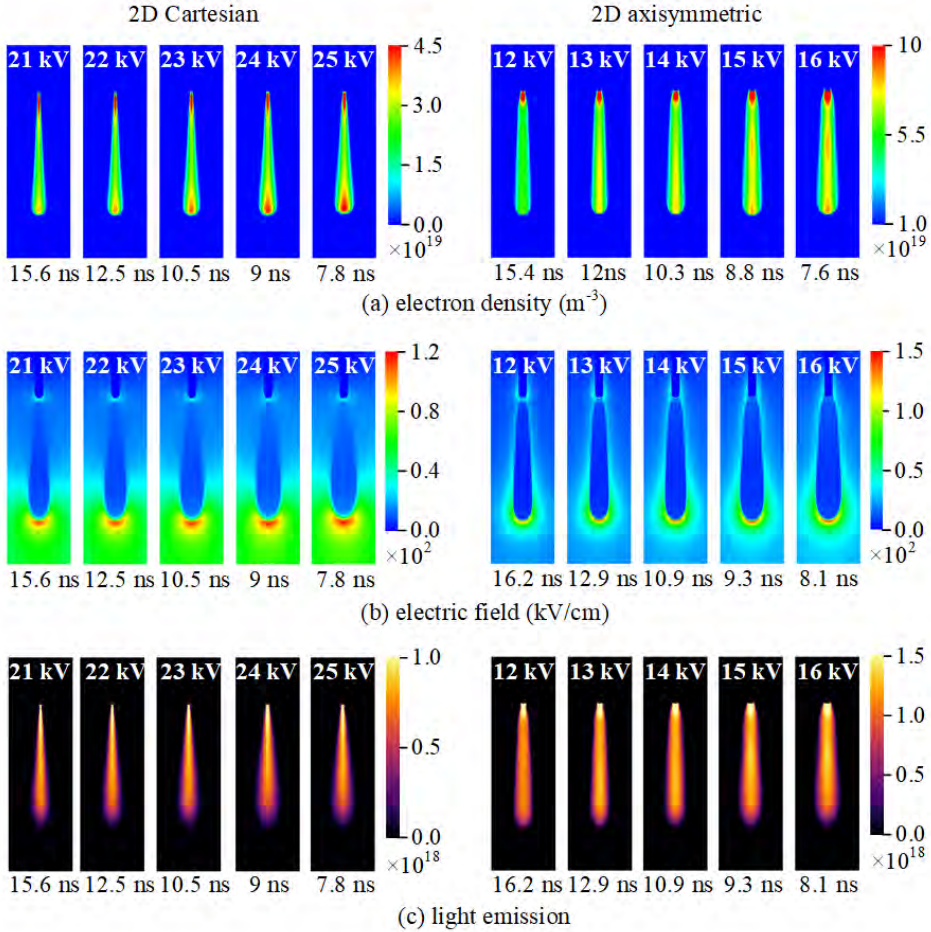 2D Cartesian
2D axisymmetric
21 kV 22 kV 23 kV 24 kV 25 kV
4.5
3.0
1.5
0.0
×10¹⁹
15.6 ns 12.5 ns 10.5 ns 9 ns 7.8 ns
12 kV 13 kV 14 kV 15 kV 16 kV
10
5.5
1.0
×10¹⁹
15.4 ns 12ns 10.3 ns 8.8 ns 7.6 ns
(a) electron density (m⁻³)
21 kV 22 kV 23 kV 24 kV 25 kV
1.2
0.8
0.4
0.0
×10²
15.6 ns 12.5 ns 10.5 ns 9 ns 7.8 ns
12 kV 13 kV 14 kV 15 kV 16 kV
1.5
1.0
0.5
0.0
×10²
16.2 ns 12.9 ns 10.9 ns 9.3 ns 8.1 ns
(b) electric field (kV/cm)
21 kV 22 kV 23 kV 24 kV 25 kV
1.0
0.5
0.0
×10¹⁸
15.6 ns 12.5 ns 10.5 ns 9 ns 7.8 ns
12 kV 13 kV 14 kV 15 kV 16 kV
1.5
1.0
0.5
0.0
×10¹⁸
16.2 ns 12.9 ns 10.9 ns 9.3 ns 8.1 ns
(c) light emission